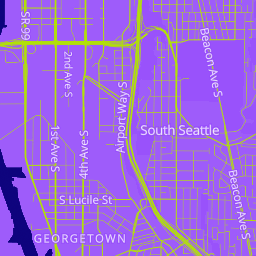 SR 99
2nd Ave S
Beacon Ave S
Airport Way S
South Seattle
1st Ave S
4th Ave S
Beacon Ave S
S Lucile St
GEORGETOWN